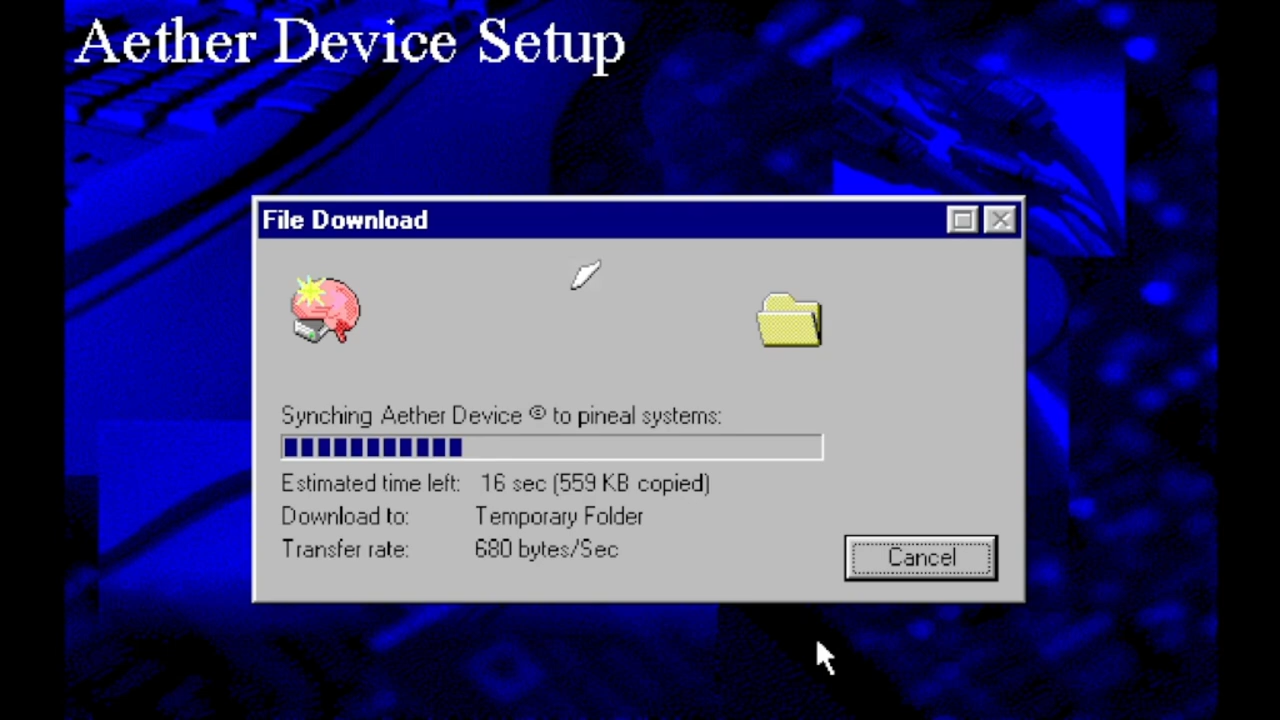 Aether Device Setup
File Download
Synching Aether Device © to pineal systems:
Estimated time left: 16 sec (559 KB copied)
Download to: Temporary Folder
Transfer rate: 680 bytes/Sec
Cancel